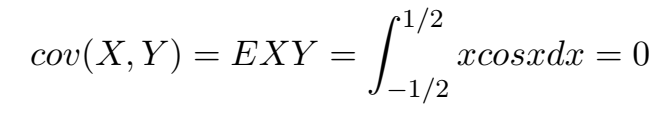 cov(X, Y) = EXY = ∫_{-1/2}^{1/2} xcosxdx = 0